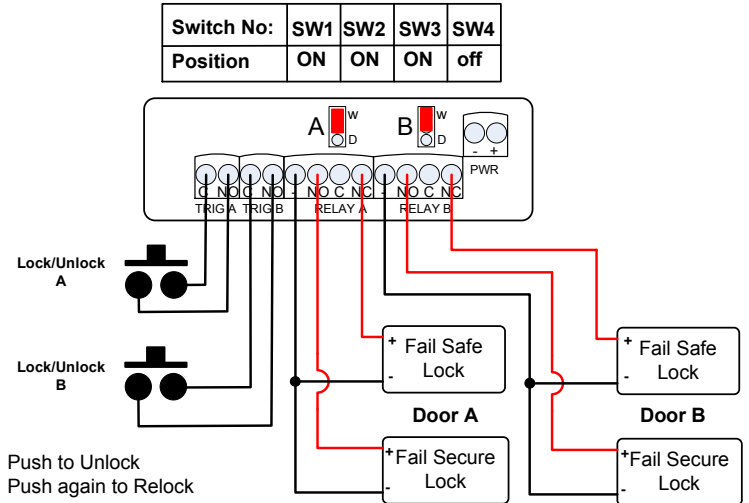 Switch No: SW1 SW2 SW3 SW4
Position ON ON ON off
A W D B W D
- +
PWR
C NO C NO - NO C NC - NO C NC
TRIG A TRIG B RELAY A RELAY B
Lock/Unlock
A
Lock/Unlock
B
+ Fail Safe
- Lock
+ Fail Safe
- Lock
Door A Door B
+Fail Secure
- Lock
+Fail Secure
- Lock
Push to Unlock
Push again to Relock